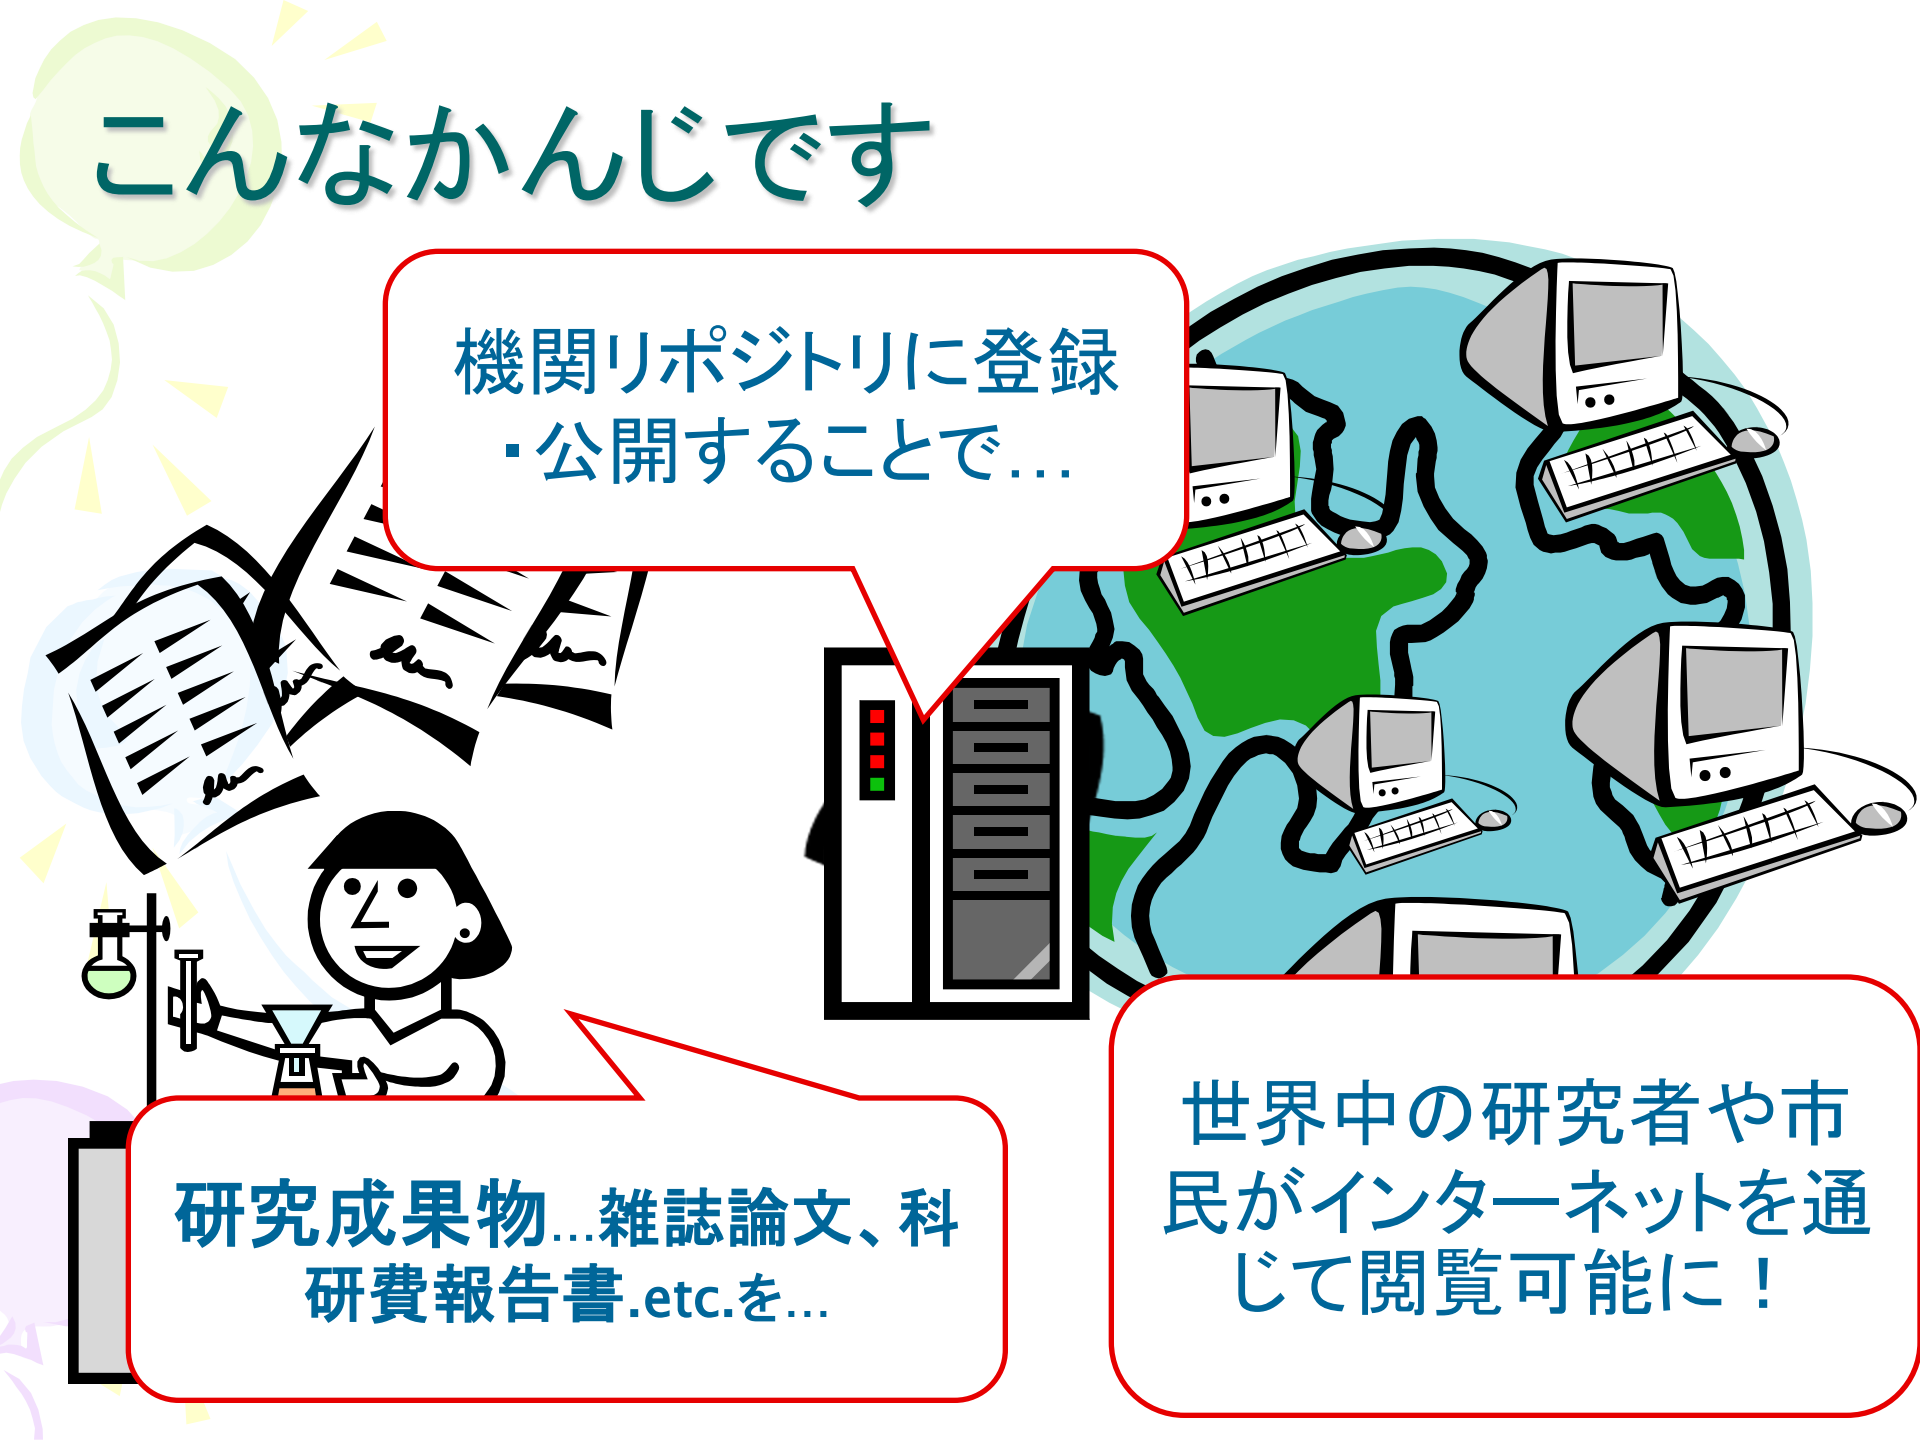 こんなかんじです
機関リポジトリに登録
・公開することで…
研究成果物…雑誌論文、科
研費報告書.etc.を…
世界中の研究者や市
民がインターネットを通
じて閲覧可能に！